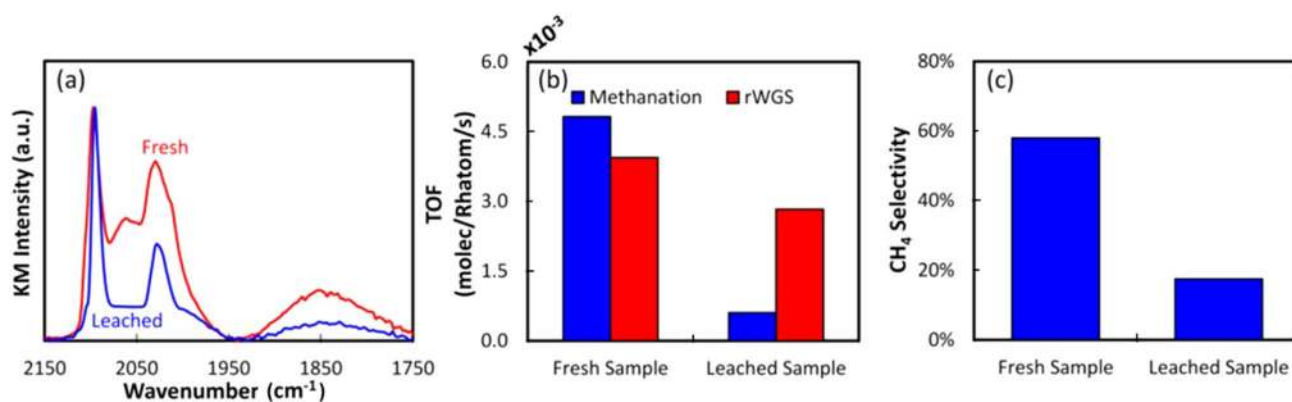 (a)
Fresh
Leached
KM Intensity (a.u.)
2150 2050 1950 1850 1750
Wavenumber (cm⁻¹)
x10⁻³
(b)
Methanation rWGS
TOF
(molec/Rhatom/s)
6.0
4.5
3.0
1.5
0.0
Fresh Sample Leached Sample
(c)
CH₄ Selectivity
80%
60%
40%
20%
0%
Fresh Sample Leached Sample